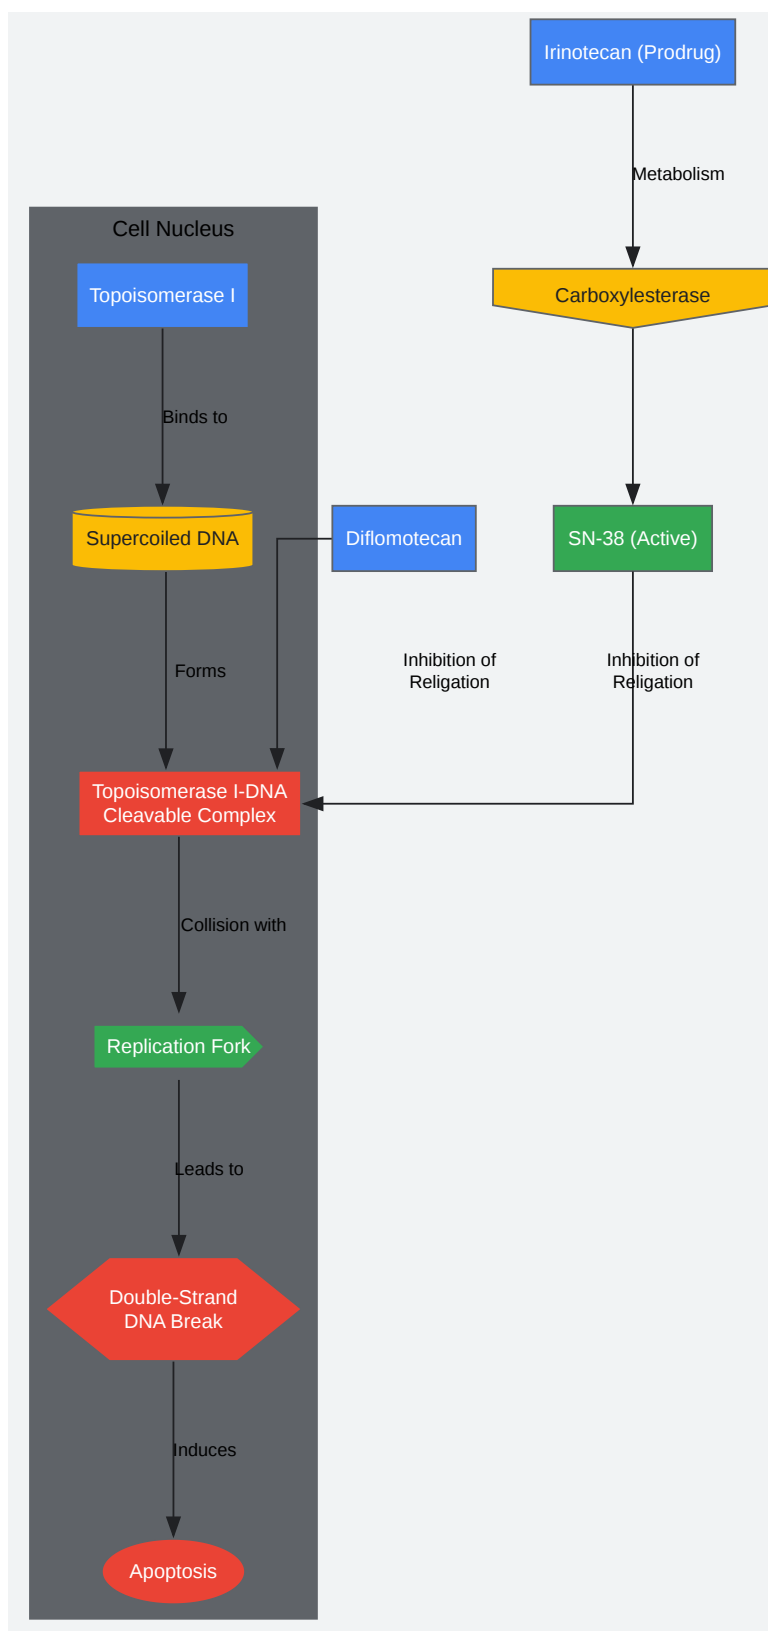 Irinotecan (Prodrug)
Metabolism
Cell Nucleus
Topoisomerase I
Carboxylesterase
Binds to
Supercoiled DNA
Diflomotecan
SN-38 (Active)
Forms
Inhibition of
Religation
Inhibition of
Religation
Topoisomerase I-DNA
Cleavable Complex
Collision with
Replication Fork
Leads to
Double-Strand
DNA Break
Induces
Apoptosis